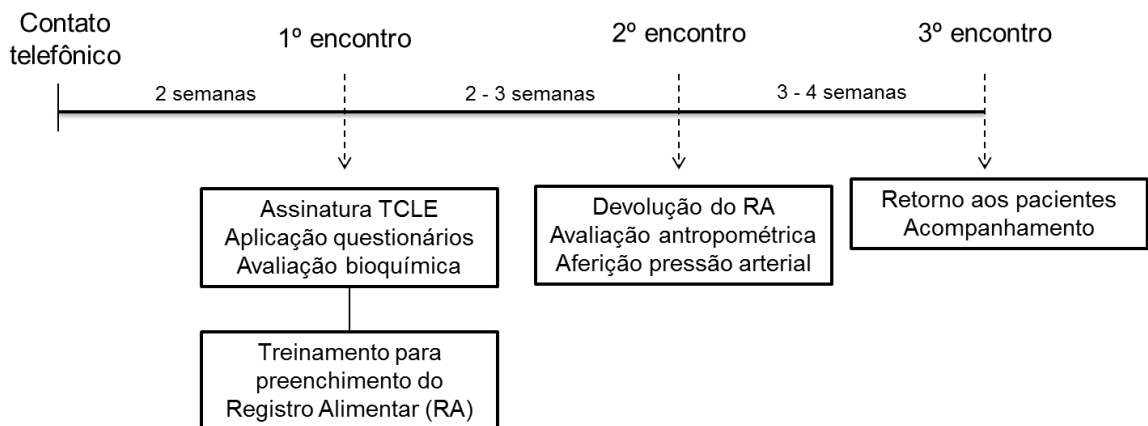 Contato
telefônico
1º encontro
2º encontro
3º encontro
2 semanas
2 - 3 semanas
3 - 4 semanas
Assinatura TCLE
Aplicação questionários
Avaliação bioquímica
Treinamento para
preenchimento do
Registro Alimentar (RA)
Devolução do RA
Avaliação antropométrica
Aferição pressão arterial
Retorno aos pacientes
Acompanhamento